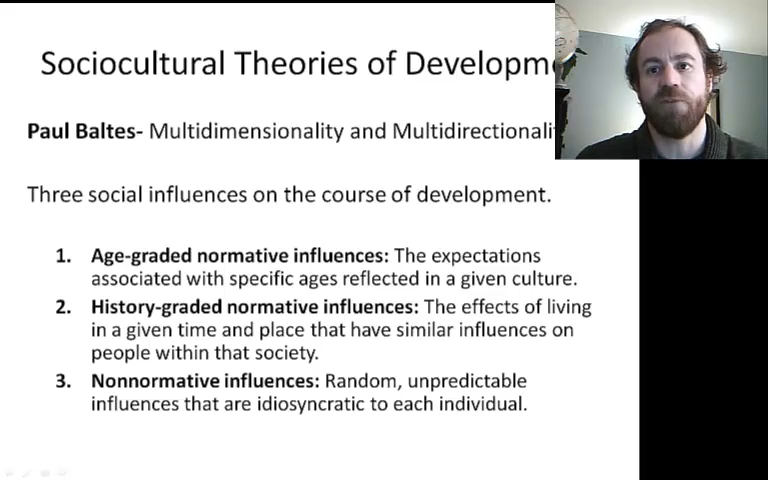 Sociocultural Theories of Developm
Paul Baltes- Multidimensionality and Multidirectionali
Three social influences on the course of development.
1. Age-graded normative influences: The expectations
associated with specific ages reflected in a given culture.
2. History-graded normative influences: The effects of living
in a given time and place that have similar influences on
people within that society.
3. Nonnormative influences: Random, unpredictable
influences that are idiosyncratic to each individual.